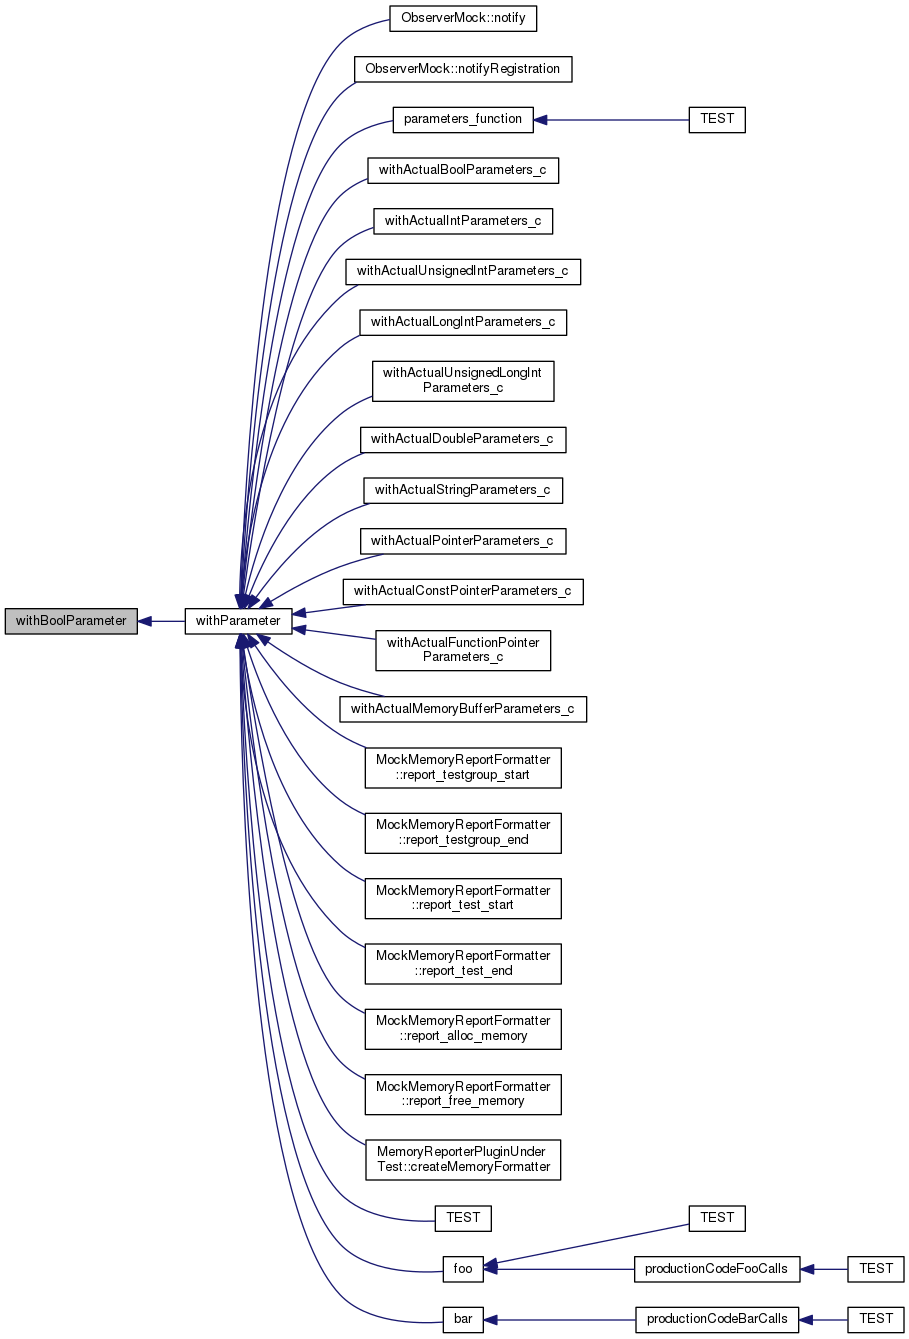 ObserverMock::notify
ObserverMock::notifyRegistration
parameters_function
TEST
withActualBoolParameters_c
withActualIntParameters_c
withActualUnsignedIntParameters_c
withActualLongIntParameters_c
withActualUnsignedLongInt
Parameters_c
withActualDoubleParameters_c
withActualStringParameters_c
withActualPointerParameters_c
withActualConstPointerParameters_c
withBoolParameter
withParameter
withActualFunctionPointer
Parameters_c
withActualMemoryBufferParameters_c
MockMemoryReportFormatter
::report_testgroup_start
MockMemoryReportFormatter
::report_testgroup_end
MockMemoryReportFormatter
::report_test_start
MockMemoryReportFormatter
::report_test_end
MockMemoryReportFormatter
::report_alloc_memory
MockMemoryReportFormatter
::report_free_memory
MemoryReporterPluginUnder
Test::createMemoryFormatter
TEST
TEST
foo
productionCodeFooCalls
TEST
bar
productionCodeBarCalls
TEST